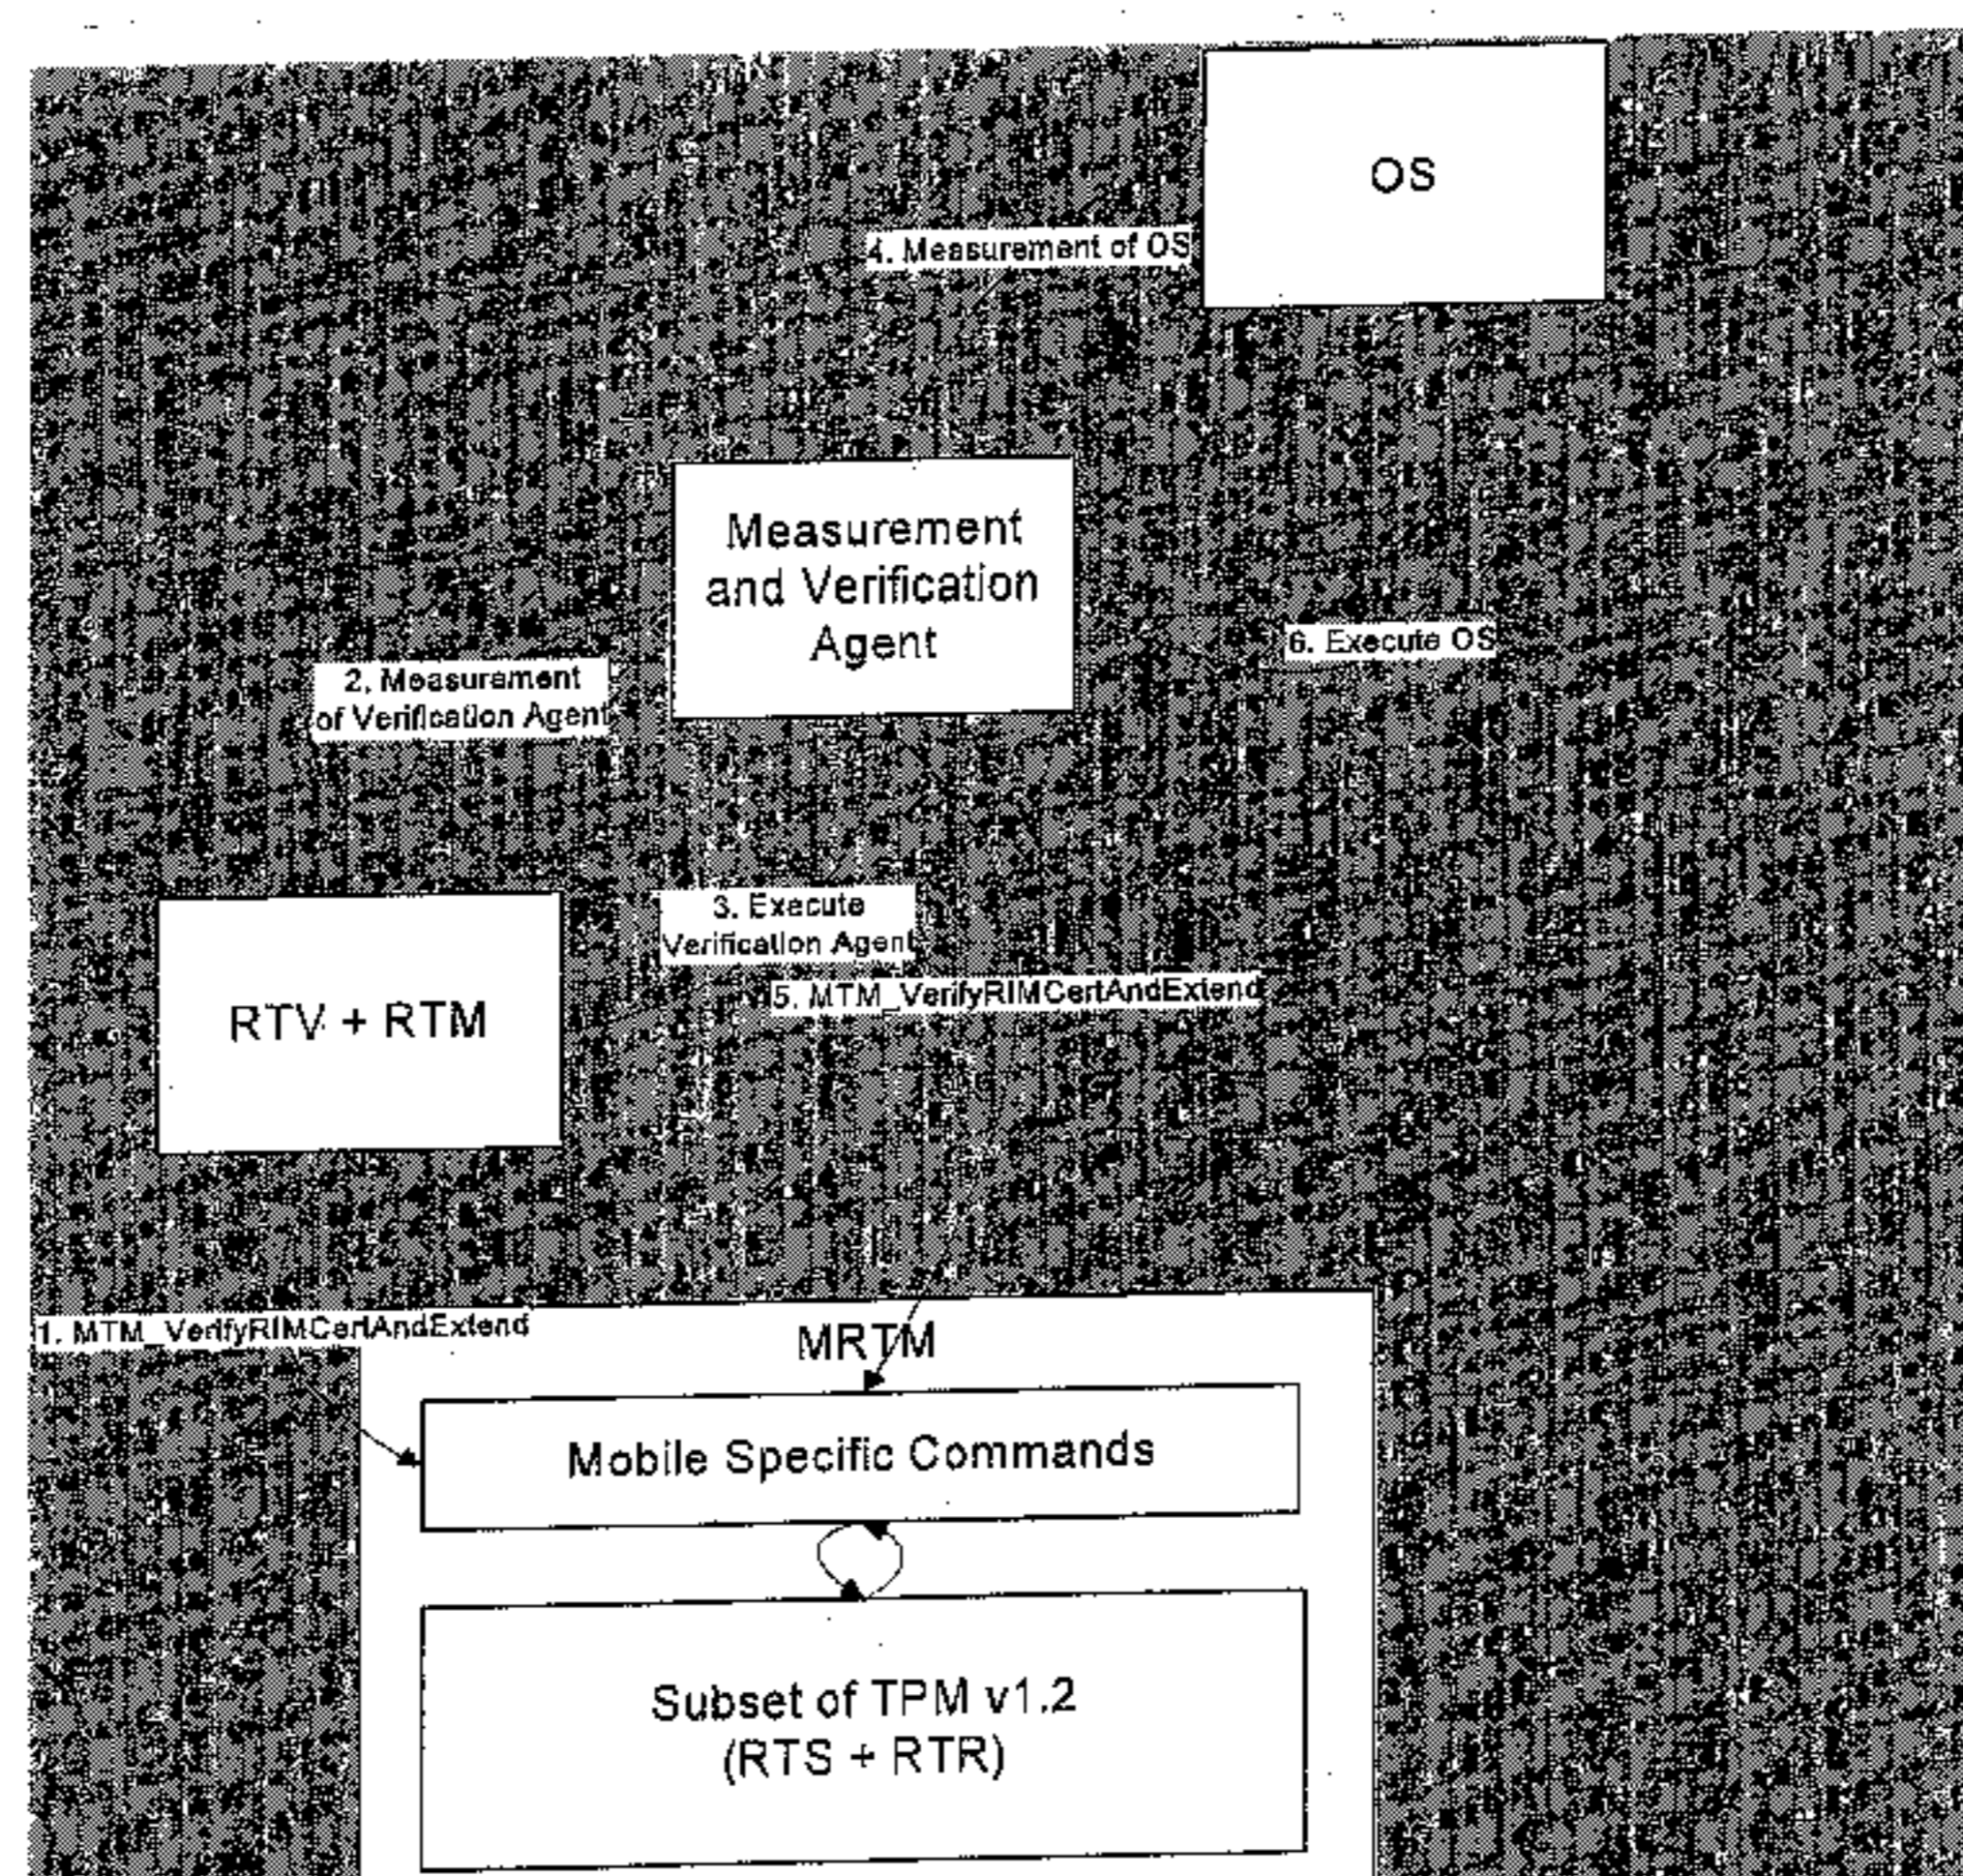 OS
4. Measurement of OS
Measurement
and Verification
Agent
6. Execute OS
2. Measurement
of Verification Agent
3. Execute
Verification Agent
5. MTM_VerifyRIMCertAndExtend
RTV + RTM
1. MTM_VerifyRIMCertAndExtend
MRTM
Mobile Specific Commands
Subset of TPM v1.2
(RTS + RTR)